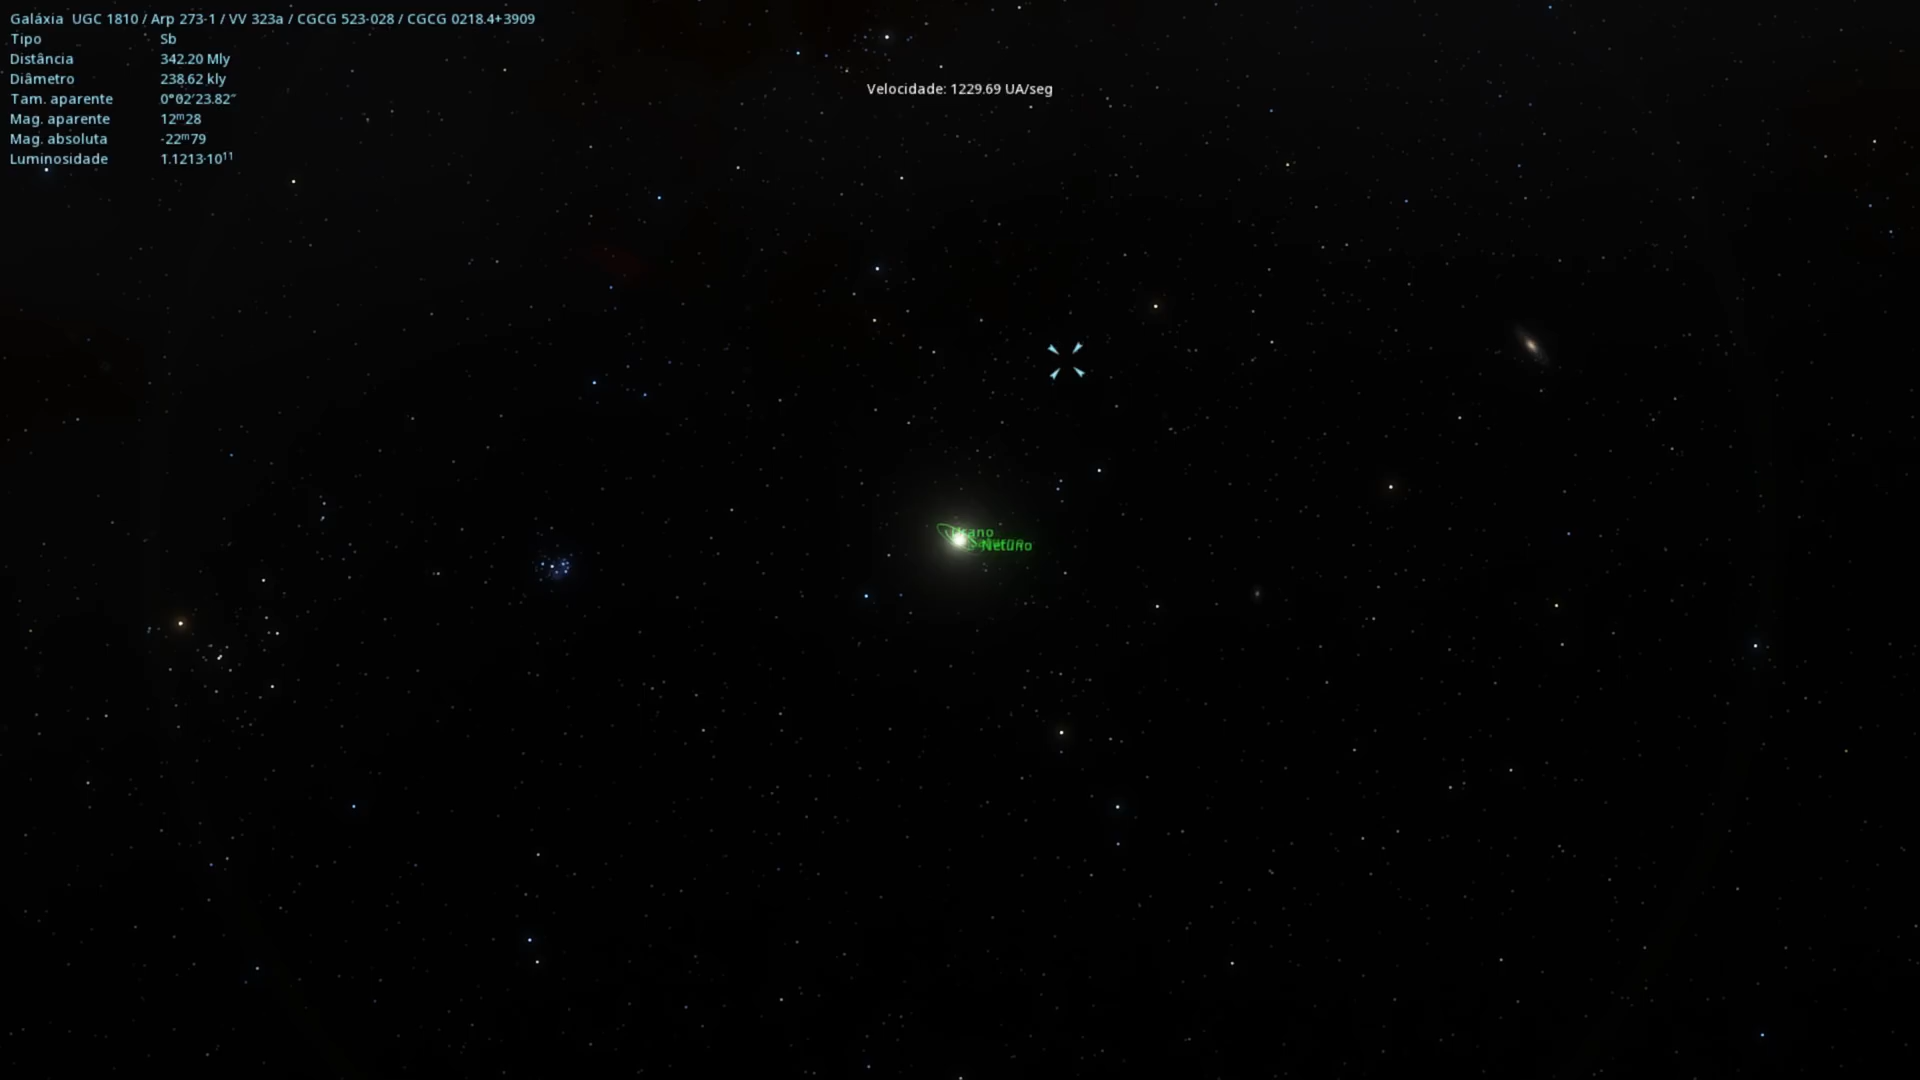 Galáxia UGC 1810 / Arp 273-1 / VV 323a / CGCG 523-028 / CGCG 0218.4+3909
Tipo Sb
Distância 342.20 Mly
Diâmetro 238.62 kly
Tam. aparente 0°02′23.82″
Mag. aparente 12ᵐ28
Mag. absoluta -22ᵐ79
Luminosidade 1.1213·10¹¹
Velocidade: 1229.69 UA/seg
Urano
Netuno